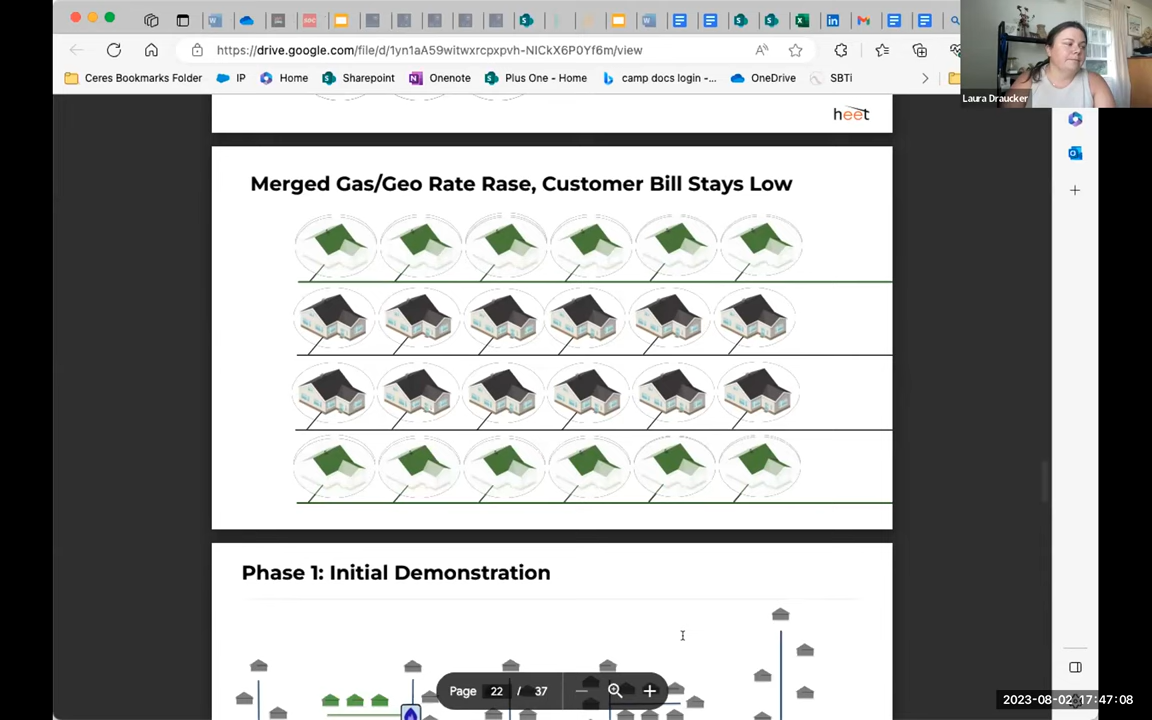 https://drive.google.com/file/d/1yn1aA59witwxrcpxpvh-NICkX6P0Yf6m/view
Ceres Bookmarks Folder
IP
Home
Sharepoint
Onenote
Plus One - Home
camp docs login -...
OneDrive
SBTi
Laura Draucker
heet
Merged Gas/Geo Rate Rase, Customer Bill Stays Low
Phase 1: Initial Demonstration
Page 22 / 37
2023-08-02 17:47:08